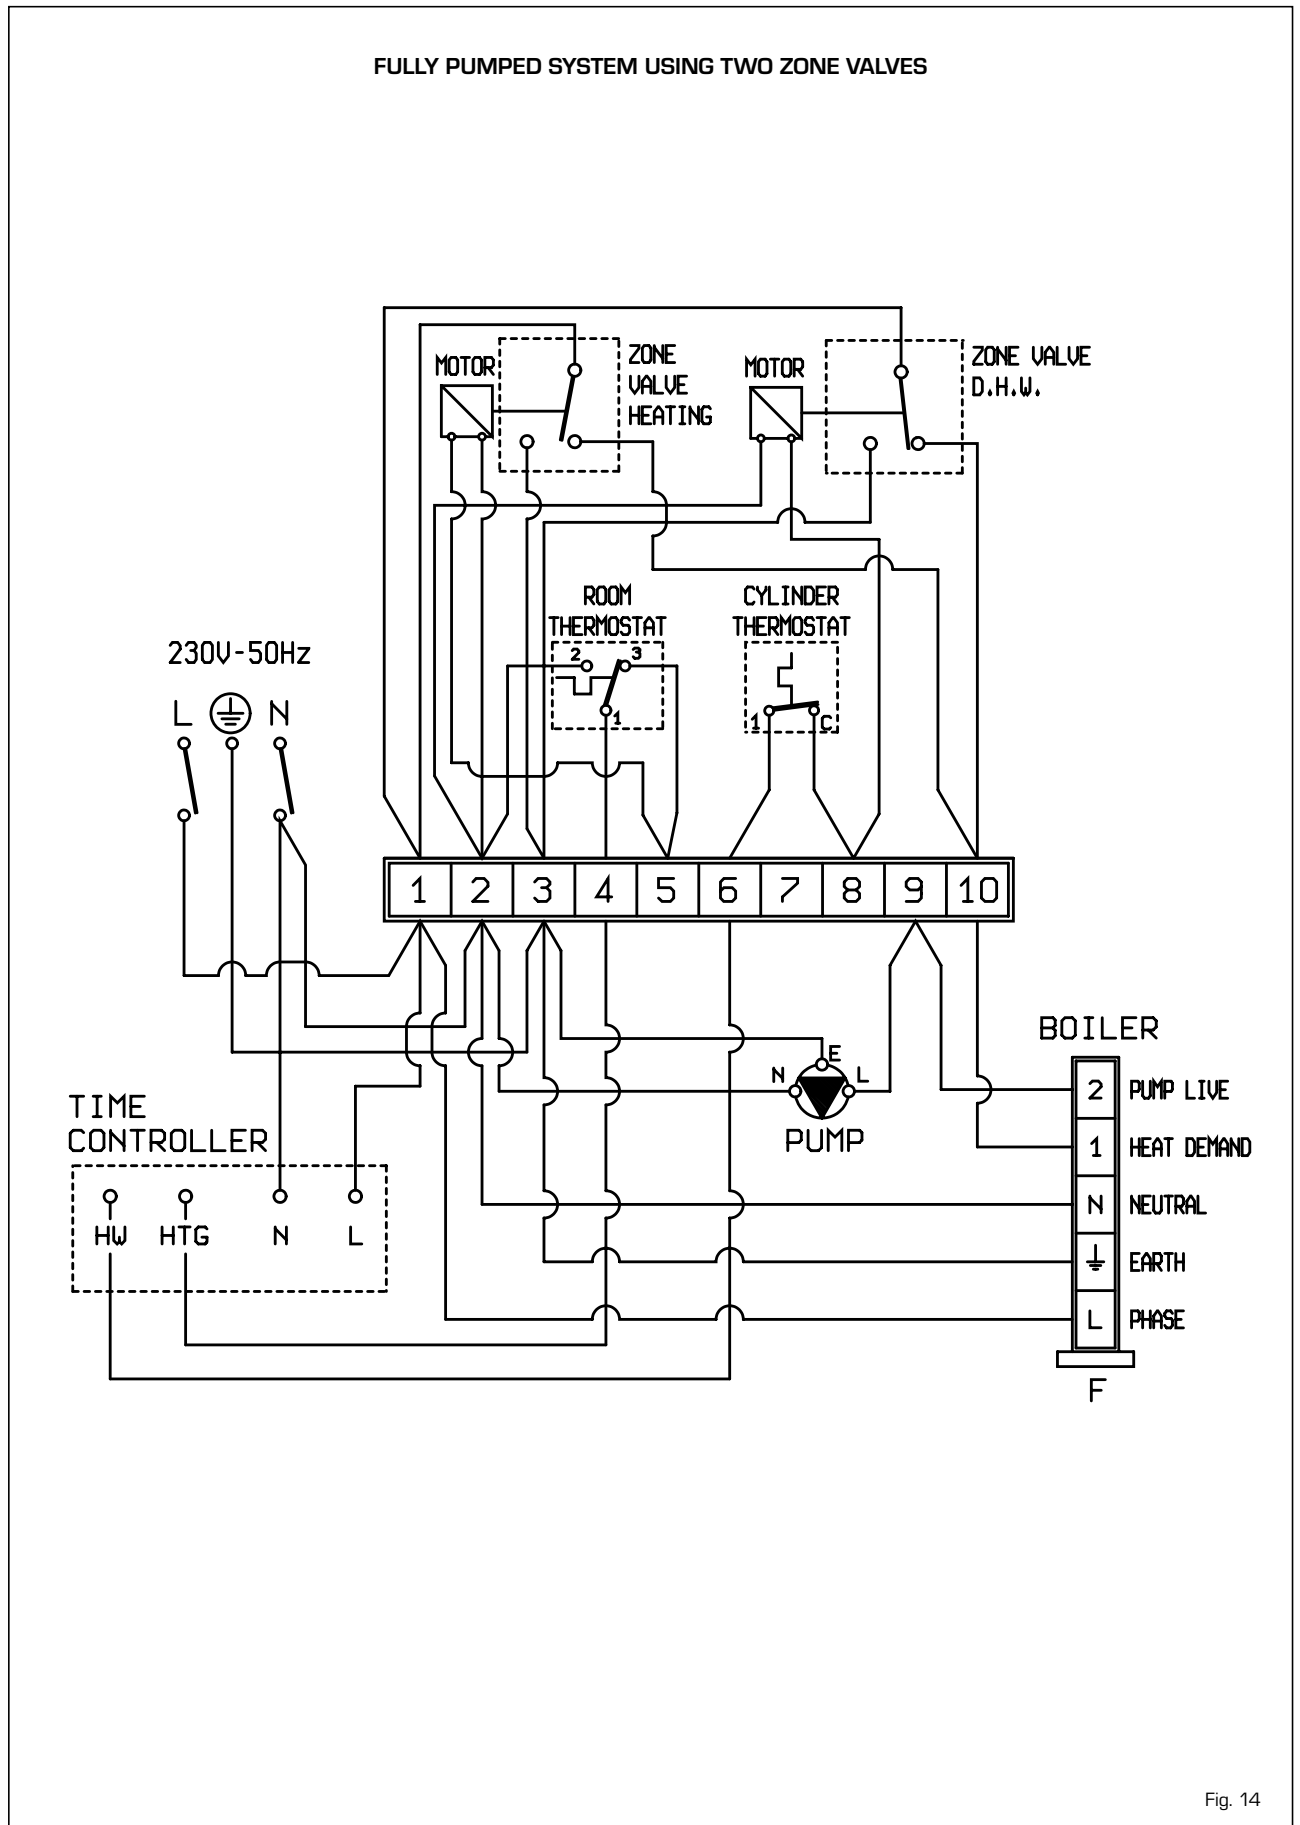 FULLY PUMPED SYSTEM USING TWO ZONE VALVES
MOTOR
ZONE
VALVE
HEATING
MOTOR
ZONE VALVE
D.H.W.
ROOM
THERMOSTAT
2
3
1
CYLINDER
THERMOSTAT
1
C
230V-50Hz
L
N
1 2 3 4 5 6 7 8 9 10
N
E
L
PUMP
BOILER
2 PUMP LIVE
1 HEAT DEMAND
N NEUTRAL
EARTH
L PHASE
F
TIME
CONTROLLER
HW HTG N L
Fig. 14